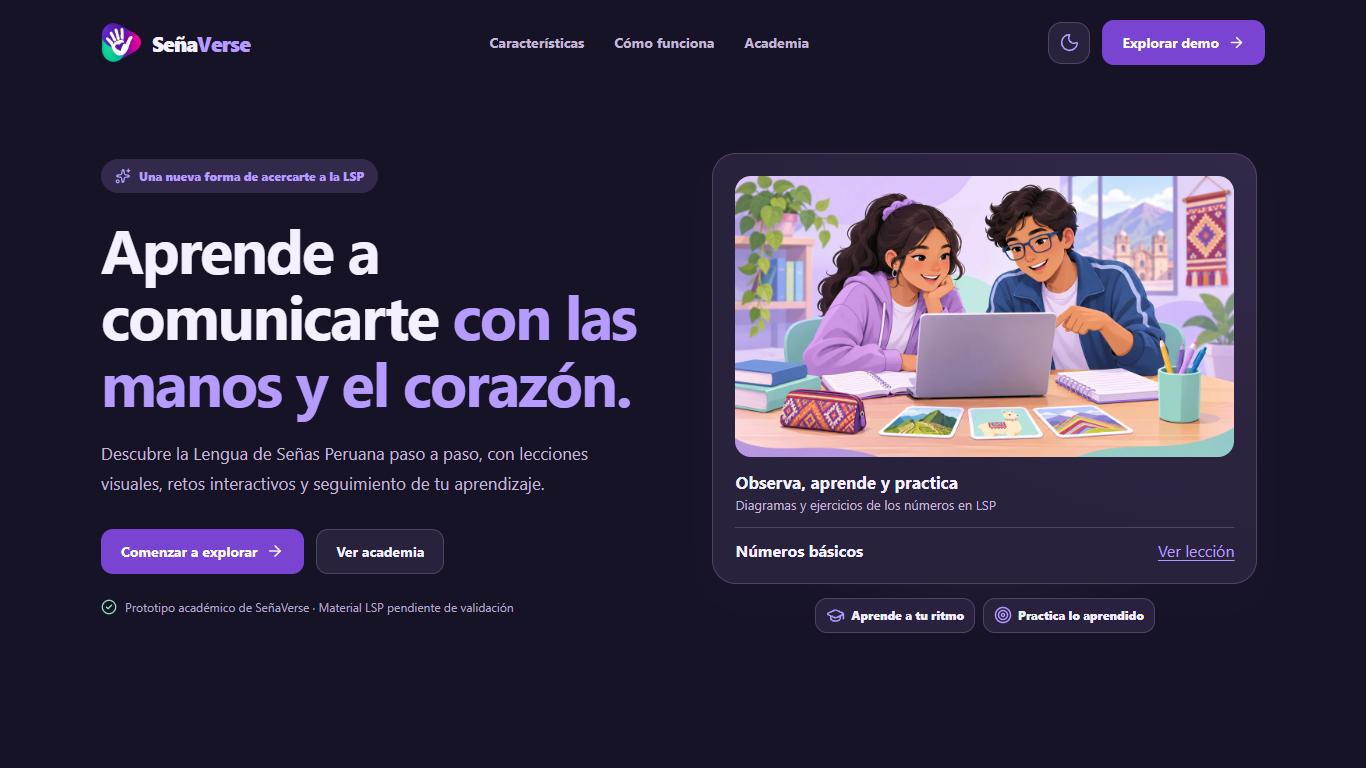 SeñaVerse
Características
Cómo funciona
Academia
Explorar demo
Una nueva forma de acercarte a la LSP
Aprende a
comunicarte con las
manos y el corazón.
Descubre la Lengua de Señas Peruana paso a paso, con lecciones
visuales, retos interactivos y seguimiento de tu aprendizaje.
Comenzar a explorar
Ver academia
Prototipo académico de SeñaVerse · Material LSP pendiente de validación
Observa, aprende y practica
Diagramas y ejercicios de los números en LSP
Números básicos
Ver lección
Aprende a tu ritmo
Practica lo aprendido